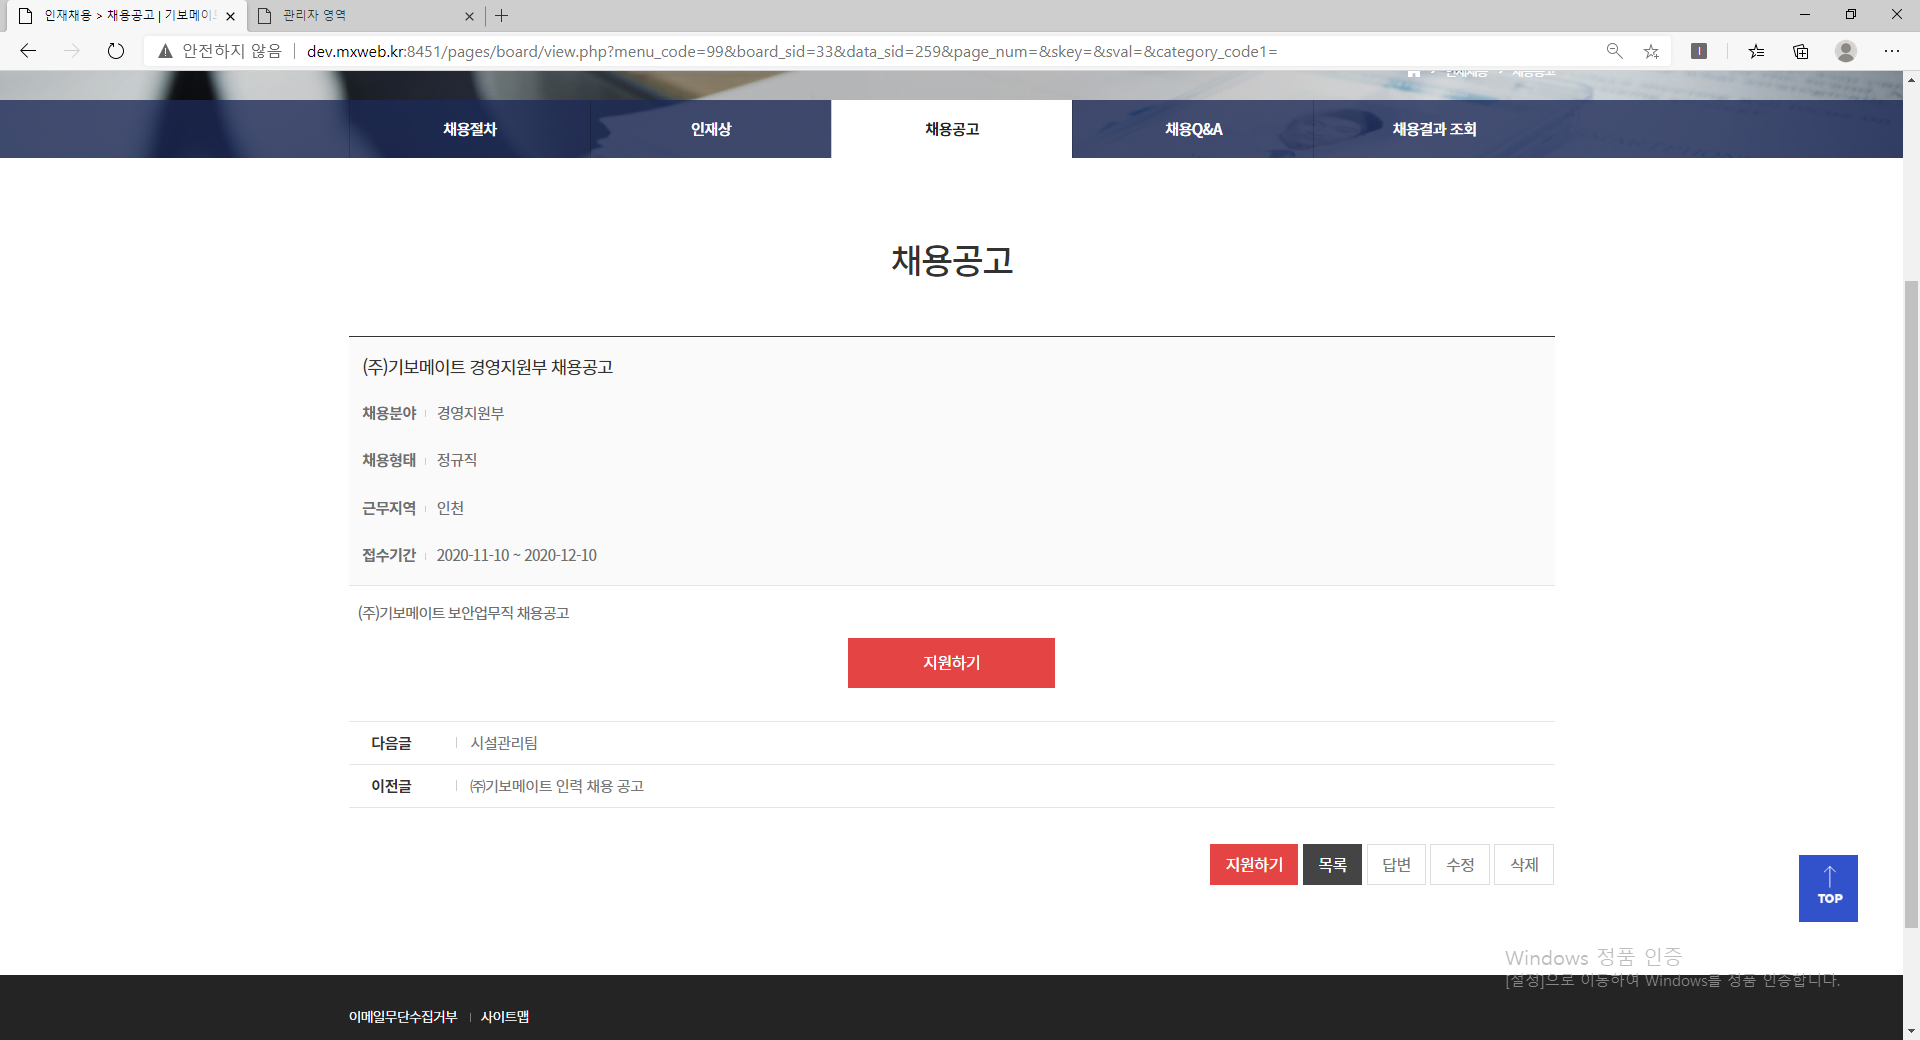 인재채용 > 채용공고 | 기보메이트
관리자 영역
안전하지 않음 dev.mxweb.kr:8451/pages/board/view.php?menu_code=99&board_sid=33&data_sid=259&page_num=&skey=&sval=&category_code1=
인재채용 > 채용공고
채용절차 인재상 채용공고 채용Q&A 채용결과 조회
채용공고
(주)기보메이트 경영지원부 채용공고
채용분야 경영지원부
채용형태 정규직
근무지역 인천
접수기간 2020-11-10 ~ 2020-12-10
(주)기보메이트 보안업무직 채용공고
지원하기
다음글 시설관리팀
이전글 ㈜기보메이트 인력 채용 공고
지원하기 목록 답변 수정 삭제
TOP
Windows 정품 인증
[설정]으로 이동하여 Windows를 정품 인증합니다.
이메일무단수집거부 사이트맵